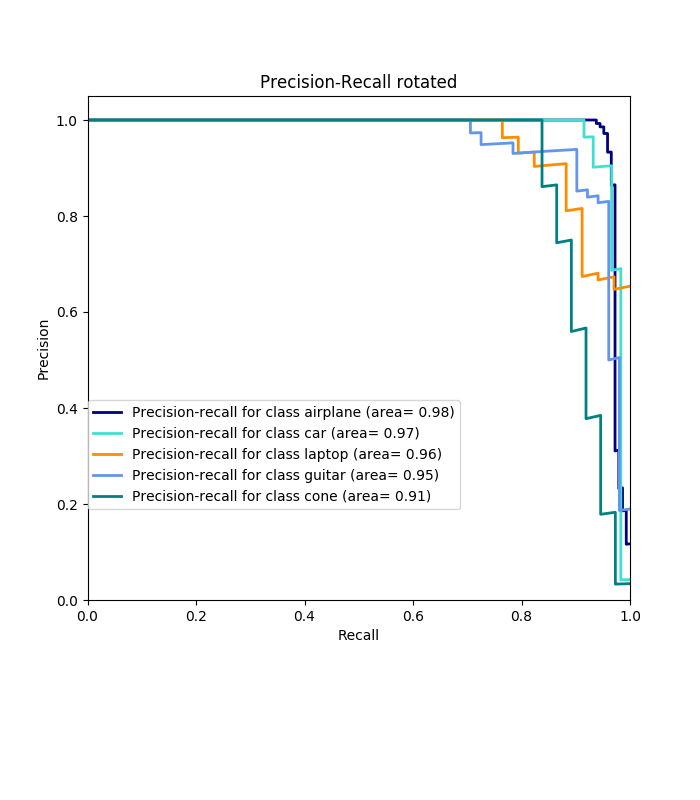 Precision-Recall rotated
1.0
0.8
0.6
0.4
0.2
0.0
Precision
Precision-recall for class airplane (area= 0.98)
Precision-recall for class car (area= 0.97)
Precision-recall for class laptop (area= 0.96)
Precision-recall for class guitar (area= 0.95)
Precision-recall for class cone (area= 0.91)
0.0 0.2 0.4 0.6 0.8 1.0
Recall